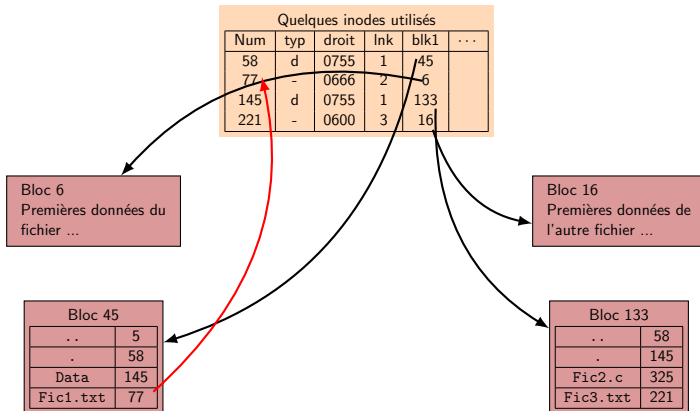 Quelques inodes utilisés
Num typ droit lnk blk1 ...
58 d 0755 1 45
77 - 0666 2 6
145 d 0755 1 133
221 - 0600 3 16
Bloc 6
Premières données du
fichier ...
Bloc 16
Premières données de
l'autre fichier ...
Bloc 45
.. 5
. 58
Data 145
Fic1.txt 77
Bloc 133
.. 58
. 145
Fic2.c 325
Fic3.txt 221